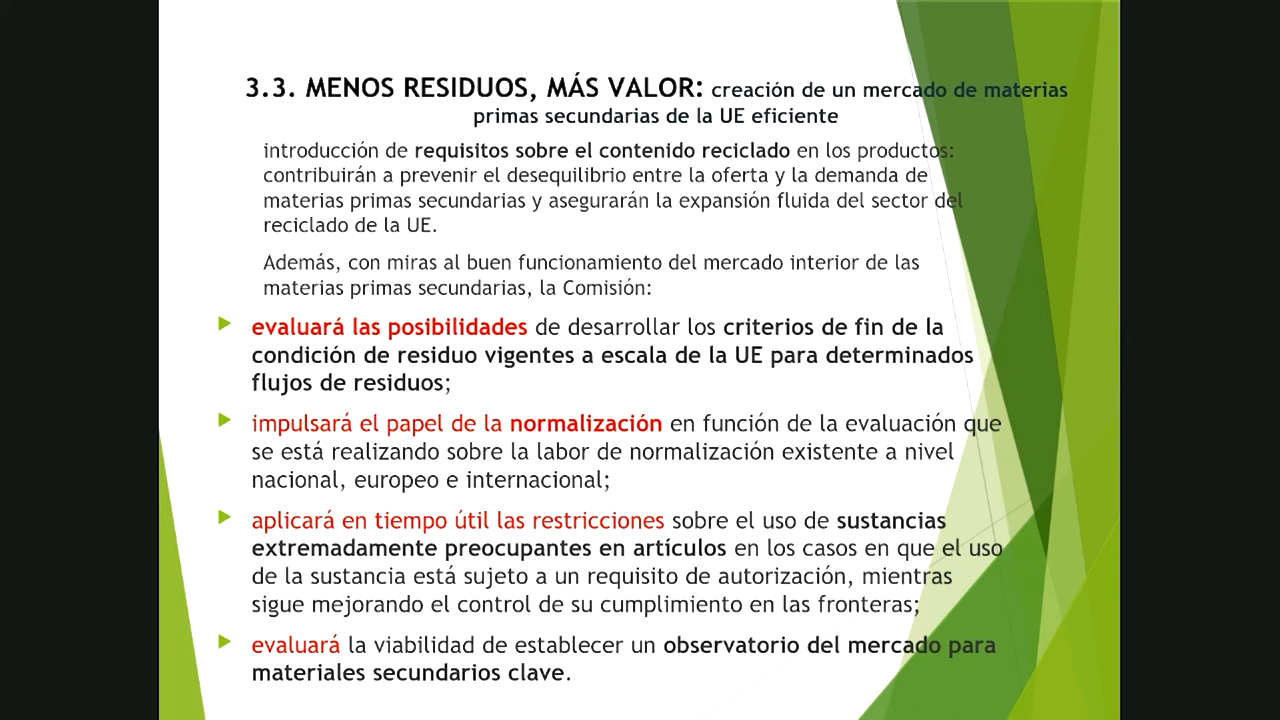 3.3. MENOS RESIDUOS, MÁS VALOR: creación de un mercado de materias
primas secundarias de la UE eficiente
introducción de requisitos sobre el contenido reciclado en los productos:
contribuirán a prevenir el desequilibrio entre la oferta y la demanda de
materias primas secundarias y asegurarán la expansión fluida del sector del
reciclado de la UE.
Además, con miras al buen funcionamiento del mercado interior de las
materias primas secundarias, la Comisión:
evaluará las posibilidades de desarrollar los criterios de fin de la
condición de residuo vigentes a escala de la UE para determinados
flujos de residuos;
impulsará el papel de la normalización en función de la evaluación que
se está realizando sobre la labor de normalización existente a nivel
nacional, europeo e internacional;
aplicará en tiempo útil las restricciones sobre el uso de sustancias
extremadamente preocupantes en artículos en los casos en que el uso
de la sustancia está sujeto a un requisito de autorización, mientras
sigue mejorando el control de su cumplimiento en las fronteras;
evaluará la viabilidad de establecer un observatorio del mercado para
materiales secundarios clave.